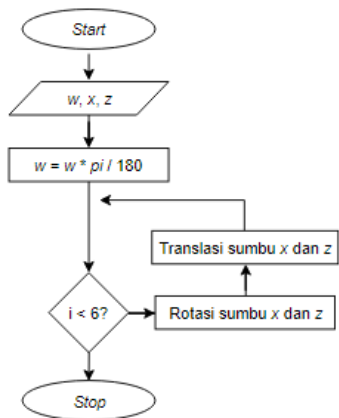 Start
w, x, z
w = w * pi / 180
Translasi sumbu x dan z
i < 6?
Rotasi sumbu x dan z
Stop